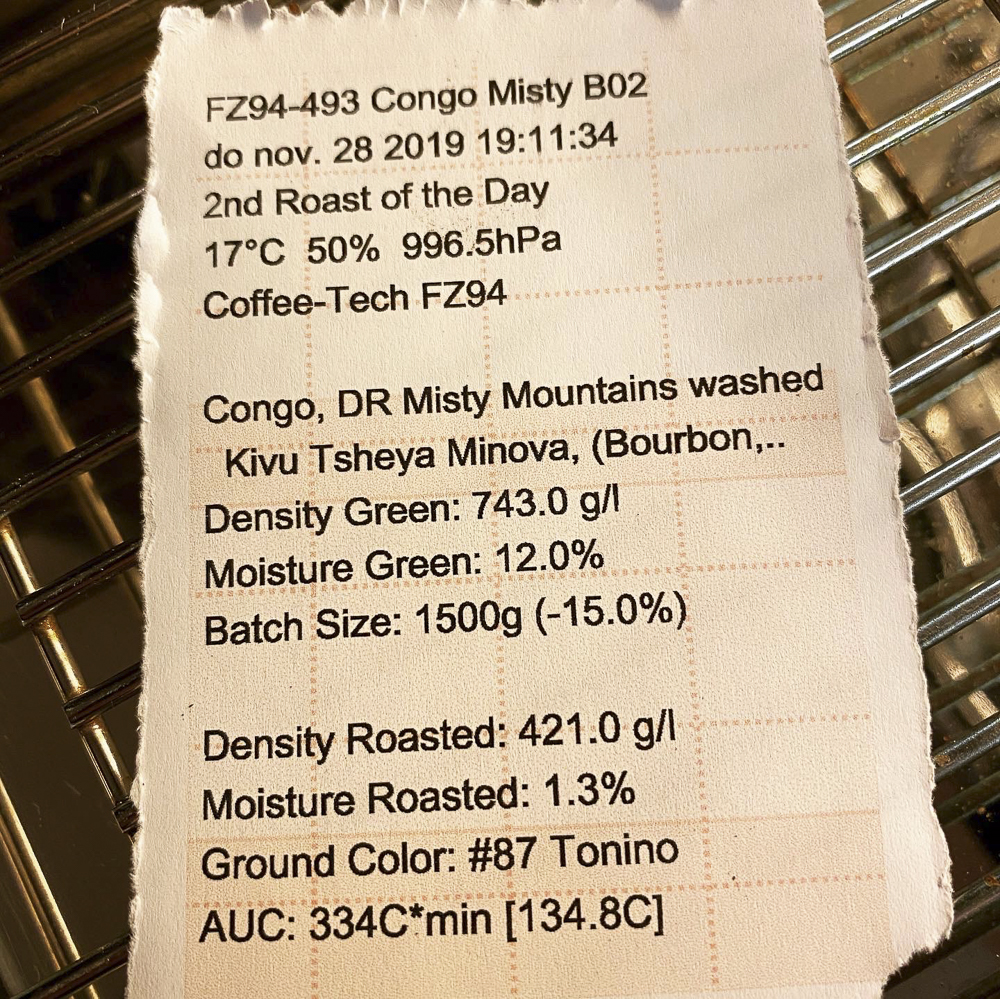 FZ94-493 Congo Misty B02
do nov. 28 2019 19:11:34
2nd Roast of the Day
17°C 50% 996.5hPa
Coffee-Tech FZ94
Congo, DR Misty Mountains washed
Kivu Tsheya Minova, (Bourbon,..
Density Green: 743.0 g/l
Moisture Green: 12.0%
Batch Size: 1500g (-15.0%)
Density Roasted: 421.0 g/l
Moisture Roasted: 1.3%
Ground Color: #87 Tonino
AUC: 334C*min [134.8C]